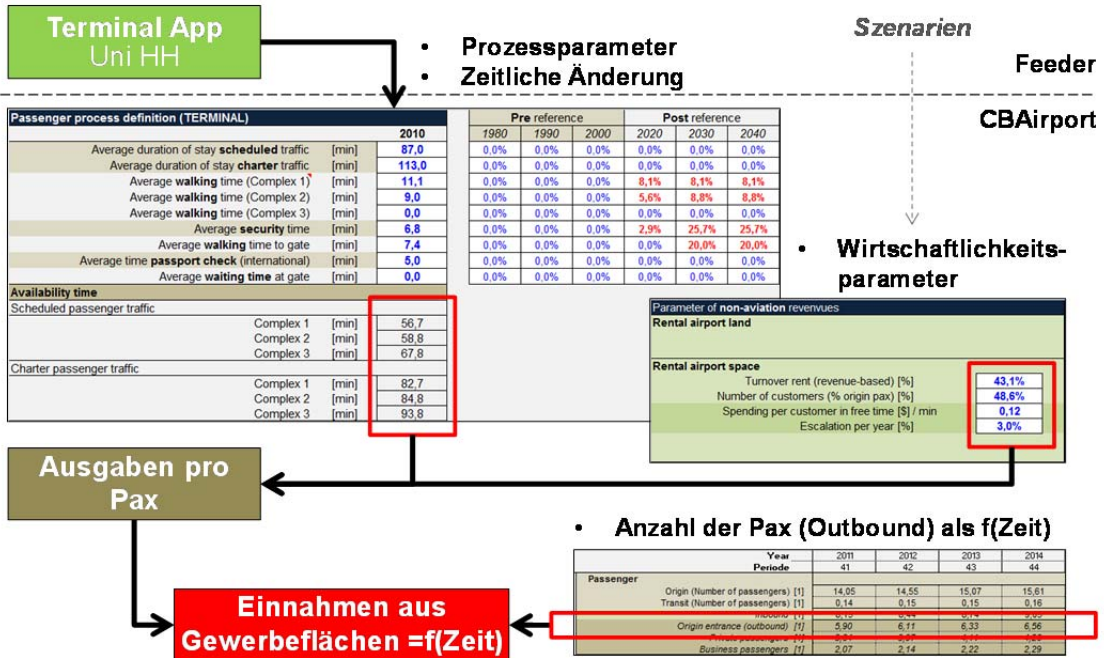 Terminal App
Uni HH
• Prozessparameter
• Zeitliche Änderung
Szenarien
Feeder
CBAirport
Passenger process definition (TERMINAL)
2010
Pre reference Post reference
1980 1990 2000 2020 2030 2040
Average duration of stay scheduled traffic [min] 87,0 0,0% 0,0% 0,0% 0,0% 0,0% 0,0%
Average duration of stay charter traffic [min] 113,0 0,0% 0,0% 0,0% 0,0% 0,0% 0,0%
Average walking time (Complex 1) [min] 11,1 0,0% 0,0% 0,0% 8,1% 8,1% 8,1%
Average walking time (Complex 2) [min] 9,0 0,0% 0,0% 0,0% 5,6% 8,8% 8,8%
Average walking time (Complex 3) [min] 0,0 0,0% 0,0% 0,0% 0,0% 0,0% 0,0%
Average security time [min] 6,8 0,0% 0,0% 0,0% 2,9% 25,7% 25,7%
Average walking time to gate [min] 7,4 0,0% 0,0% 0,0% 0,0% 20,0% 20,0%
Average time passport check (international) [min] 5,0 0,0% 0,0% 0,0% 0,0% 0,0% 0,0%
Average waiting time at gate [min] 0,0 0,0% 0,0% 0,0% 0,0% 0,0% 0,0%
Availability time
Scheduled passenger traffic
Complex 1 [min] 56,7
Complex 2 [min] 58,8
Complex 3 [min] 67,8
Charter passenger traffic
Complex 1 [min] 82,7
Complex 2 [min] 84,8
Complex 3 [min] 93,8
• Wirtschaftlichkeits-
parameter
Parameter of non-aviation revenvues
Rental airport land
Rental airport space
Turnover rent (revenue-based) [%] 43,1%
Number of customers (% origin pax) [%] 48,6%
Spending per customer in free time [$] / min 0,12
Escalation per year [%] 3,0%
Ausgaben pro
Pax
• Anzahl der Pax (Outbound) als f(Zeit)
Year 2011 2012 2013 2014
Periode 41 42 43 44
Passenger
Origin (Number of passengers) [1] 14,05 14,55 15,07 15,61
Transit (Number of passengers) [1] 0,14 0,15 0,15 0,16
Inbound [1]
Origin entrance (outbound) [1] 5,90 6,11 6,33 6,56
Private passengers [1]
Business passengers [1] 2,07 2,14 2,22 2,29
Einnahmen aus
Gewerbeflächen =f(Zeit)